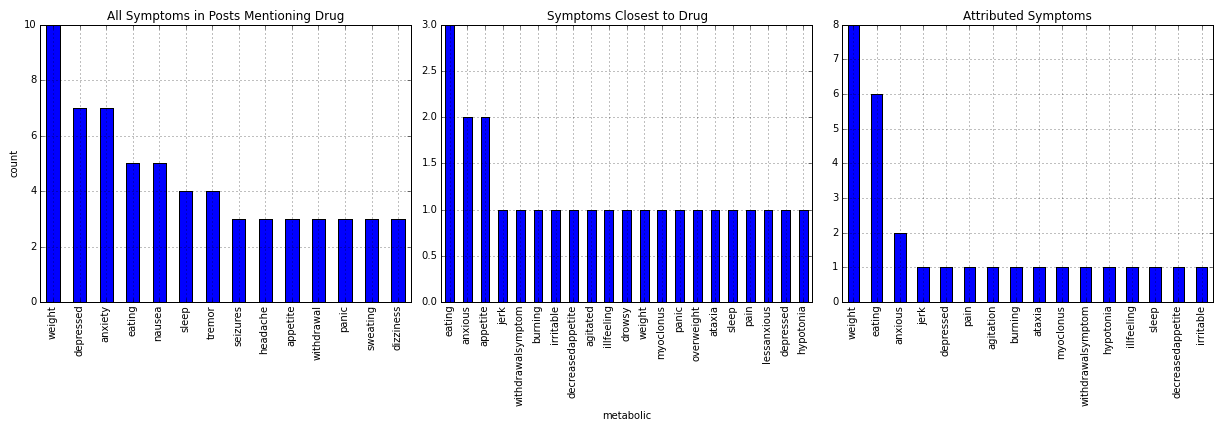 All Symptoms in Posts Mentioning Drug
count
10
8
6
4
2
0
weight
depressed
anxiety
eating
nausea
sleep
tremor
seizures
headache
appetite
withdrawal
panic
sweating
dizziness
Symptoms Closest to Drug
3.0
2.5
2.0
1.5
1.0
0.5
0.0
eating
anxious
appetite
jerk
withdrawalsymptom
burning
irritable
decreasedappetite
agitated
illfeeling
drowsy
weight
myoclonus
panic
overweight
ataxia
sleep
pain
lessanxious
depressed
hypotonia
metabolic
Attributed Symptoms
8
7
6
5
4
3
2
1
0
weight
eating
anxious
jerk
depressed
pain
agitation
burning
ataxia
myoclonus
withdrawalsymptom
hypotonia
illfeeling
sleep
decreasedappetite
irritable